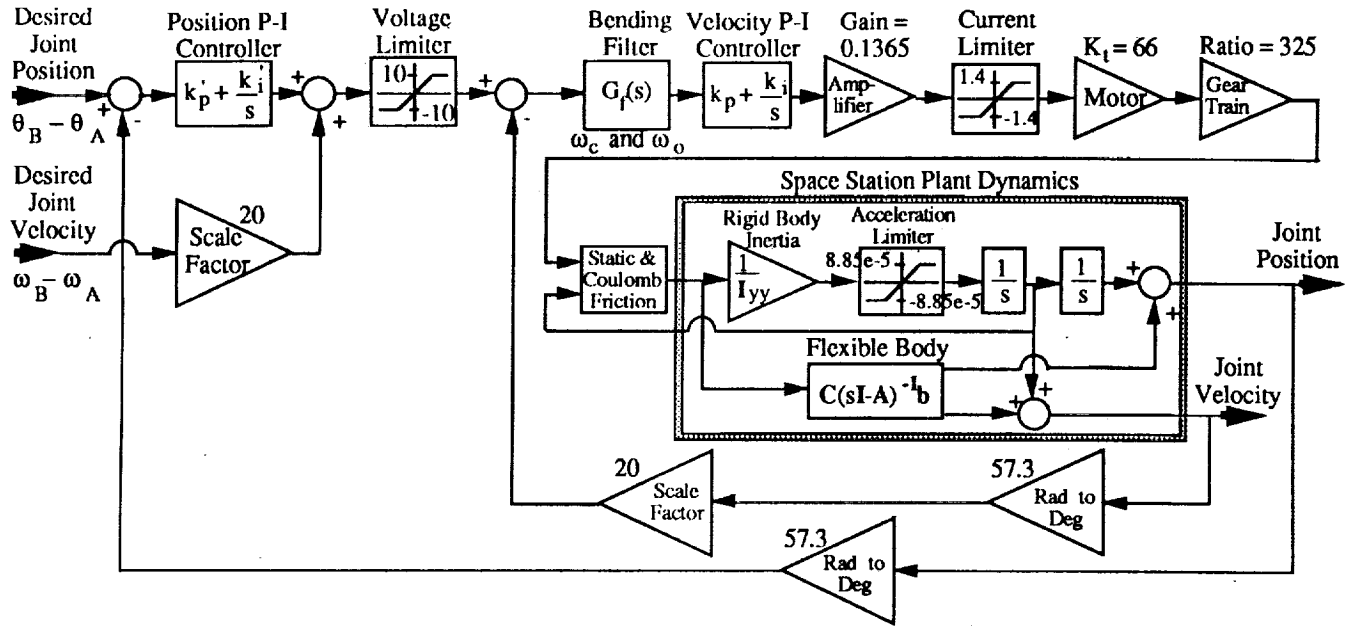 Desired
Joint
Position
θB − θA
Position P-I
Controller
k'p + k'i
s
Voltage
Limiter
10
-10
Bending
Filter
Gf(s)
ωc and ωo
Velocity P-I
Controller
kp + ki
s
Gain =
0.1365
Amp-
lifier
Current
Limiter
1.4
-1.4
Kt = 66
Motor
Ratio = 325
Gear
Train
+
-
+
+
+
-
Desired
Joint
Velocity
ωB − ωA
20
Scale
Factor
Space Station Plant Dynamics
Static &
Coulomb
Friction
Rigid Body
Inertia
1
Iyy
Acceleration
Limiter
8.85e-5
-8.85e-5
1
s
1
s
+
+
Joint
Position
Flexible Body
C(sI-A)-1b
+
+
Joint
Velocity
20
Scale
Factor
57.3
Rad to
Deg
57.3
Rad to
Deg